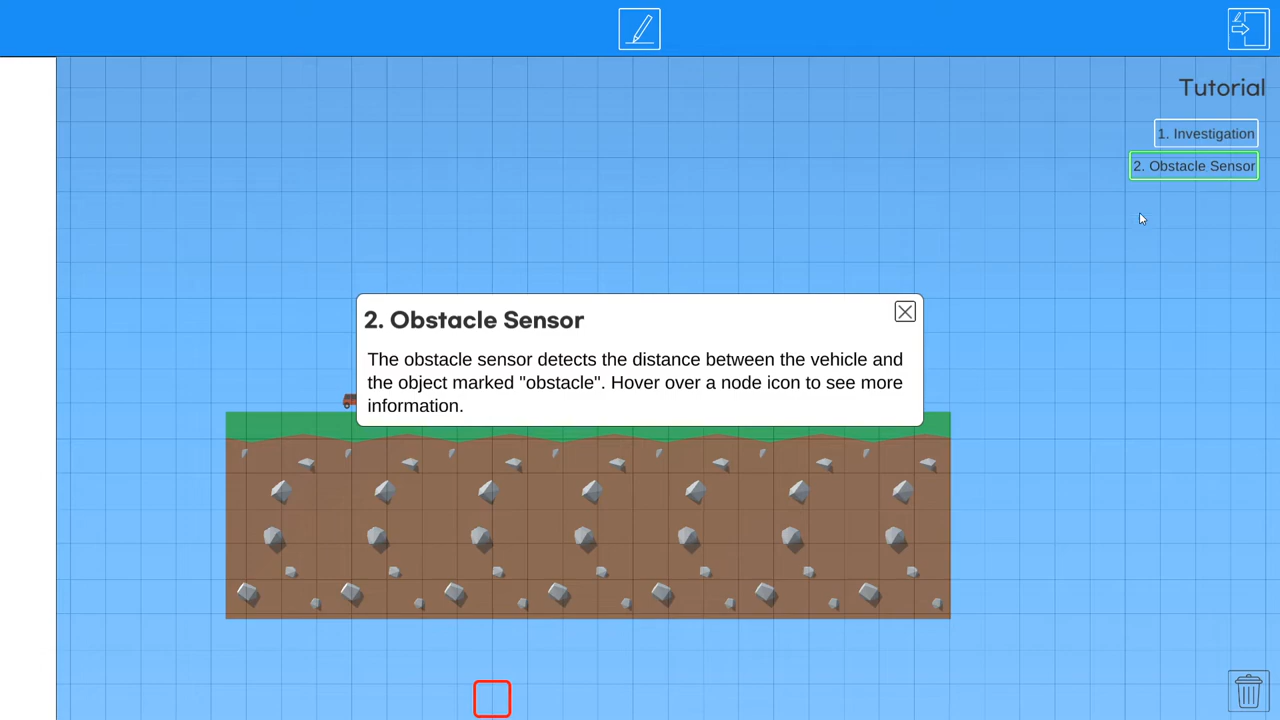 Tutorial
1. Investigation
2. Obstacle Sensor
2. Obstacle Sensor
The obstacle sensor detects the distance between the vehicle and
the object marked "obstacle". Hover over a node icon to see more
information.